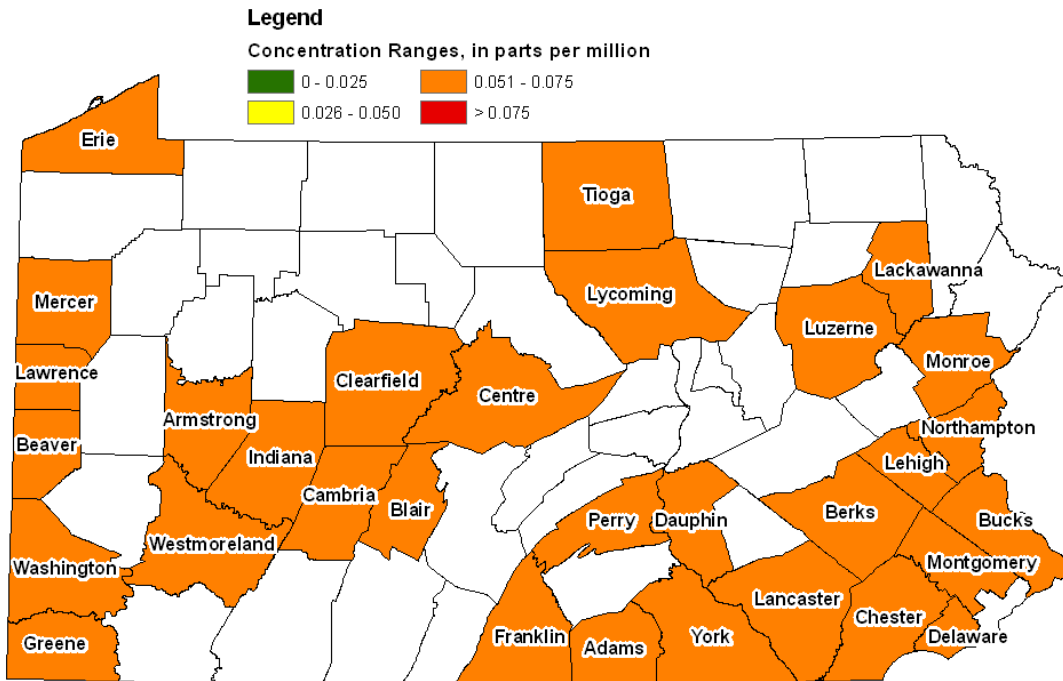 Legend
Concentration Ranges, in parts per million
0 - 0.025
0.051 - 0.075
0.026 - 0.050
> 0.075
Erie
Tioga
Lackawanna
Mercer
Lycoming
Luzerne
Monroe
Lawrence
Clearfield
Centre
Armstrong
Northampton
Beaver
Indiana
Lehigh
Cambria
Blair
Perry
Dauphin
Berks
Bucks
Westmoreland
Washington
Montgomery
Lancaster
Chester
Greene
Franklin
Adams
York
Delaware